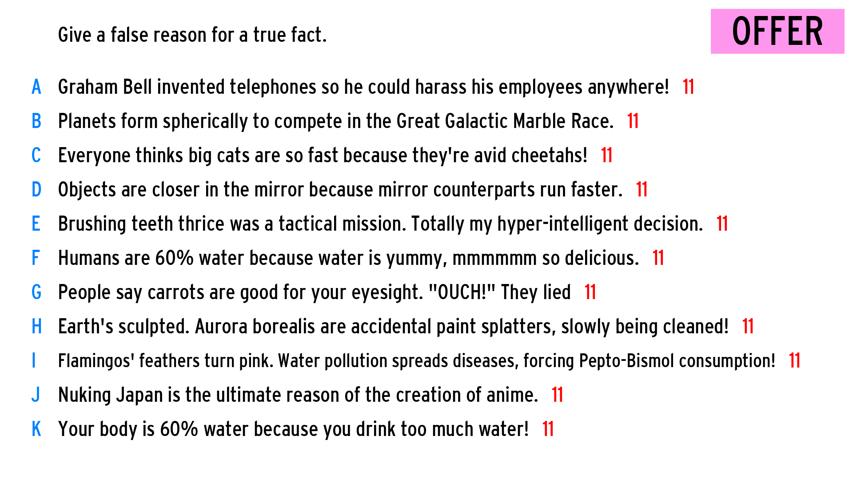 Give a false reason for a true fact.
OFFER
A Graham Bell invented telephones so he could harass his employees anywhere! 11
B Planets form spherically to compete in the Great Galactic Marble Race. 11
C Everyone thinks big cats are so fast because they're avid cheetahs! 11
D Objects are closer in the mirror because mirror counterparts run faster. 11
E Brushing teeth thrice was a tactical mission. Totally my hyper-intelligent decision. 11
F Humans are 60% water because water is yummy, mmmmmm so delicious. 11
G People say carrots are good for your eyesight. "OUCH!" They lied 11
H Earth's sculpted. Aurora borealis are accidental paint splatters, slowly being cleaned! 11
I Flamingos' feathers turn pink. Water pollution spreads diseases, forcing Pepto-Bismol consumption! 11
J Nuking Japan is the ultimate reason of the creation of anime. 11
K Your body is 60% water because you drink too much water! 11